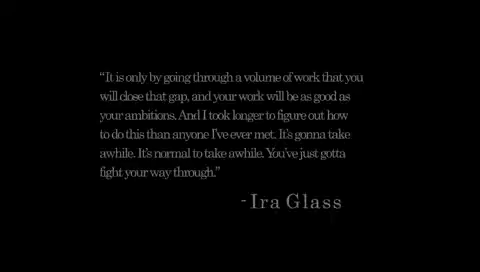 “It is only by going through a volume of work that you
will close that gap, and your work will be as good as
your ambitions. And I took longer to figure out how
to do this than anyone I’ve ever met. It’s gonna take
awhile. It’s normal to take awhile. You’ve just gotta
fight your way through.”
- Ira Glass